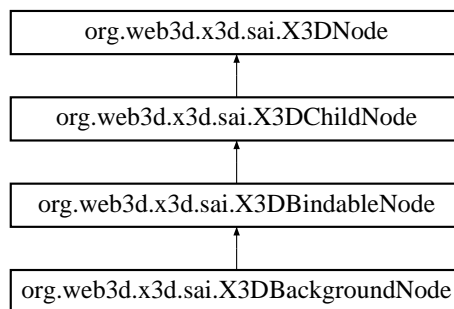 org.web3d.x3d.sai.X3DNode
org.web3d.x3d.sai.X3DChildNode
org.web3d.x3d.sai.X3DBindableNode
org.web3d.x3d.sai.X3DBackgroundNode